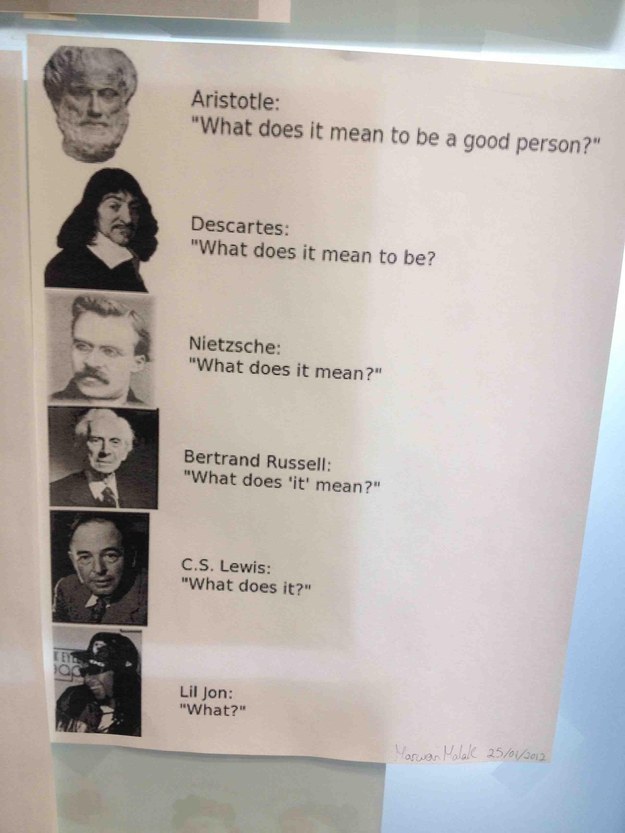 Aristotle:
"What does it mean to be a good person?"
Descartes:
"What does it mean to be?
Nietzsche:
"What does it mean?"
Bertrand Russell:
"What does 'it' mean?"
C.S. Lewis:
"What does it?"
Lil Jon:
"What?"
Marwan Malak 25/01/2012